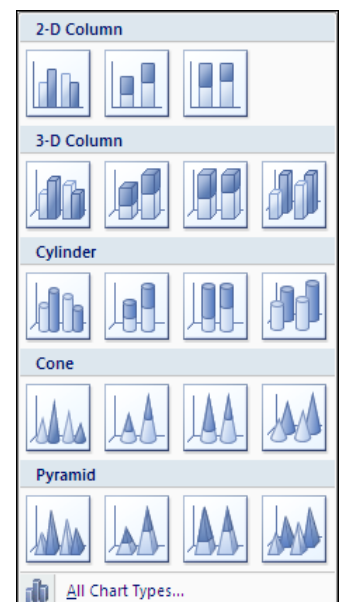 2-D Column
3-D Column
Cylinder
Cone
Pyramid
All Chart Types...